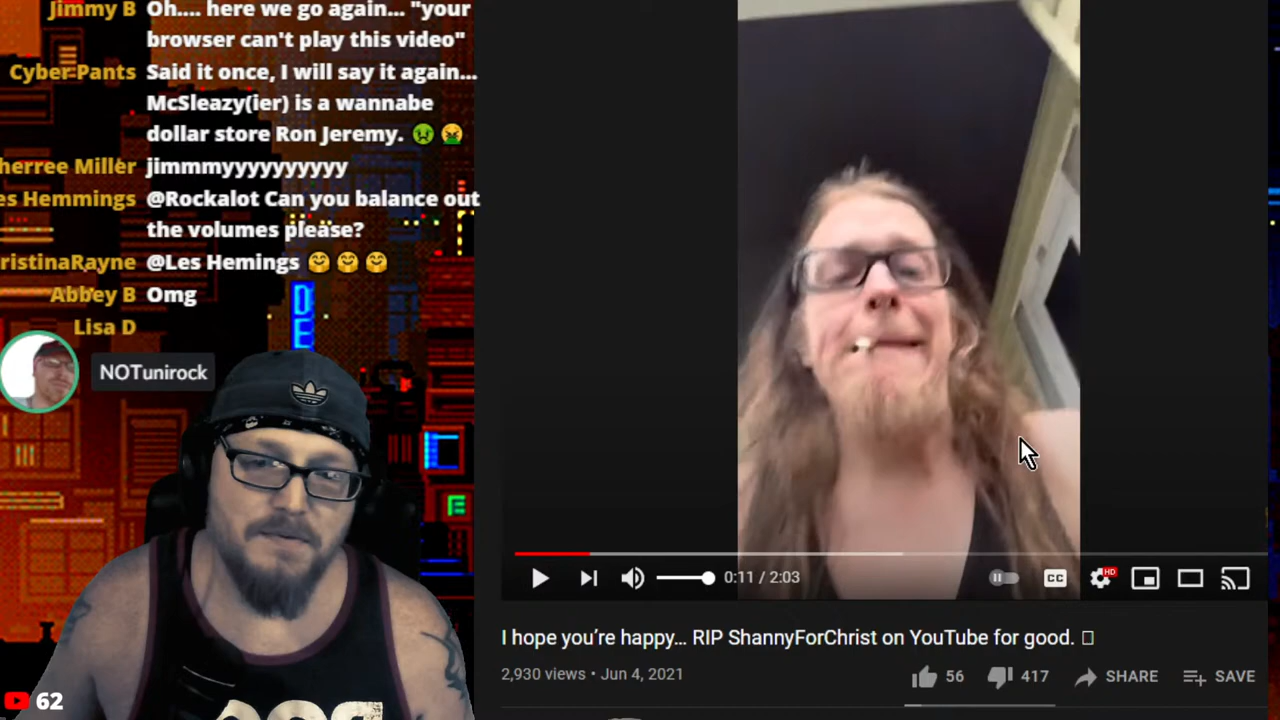 Jimmy B Oh.... here we go again... "your
browser can't play this video"
Cyber Pants Said it once, I will say it again...
McSleazy(ier) is a wannabe
dollar store Ron Jeremy. 🤢 🤮
herree Miller jimmmyyyyyyyyyy
es Hemmings @Rockalot Can you balance out
the volumes please?
ristinaRayne @Les Hemings 🤗 🤗 🤗
Abbey B Omg
Lisa D
NOTunirock
62
0:11 / 2:03
CC
HD
I hope you’re happy... RIP ShannyForChrist on YouTube for good.
2,930 views • Jun 4, 2021
56
417
SHARE
SAVE